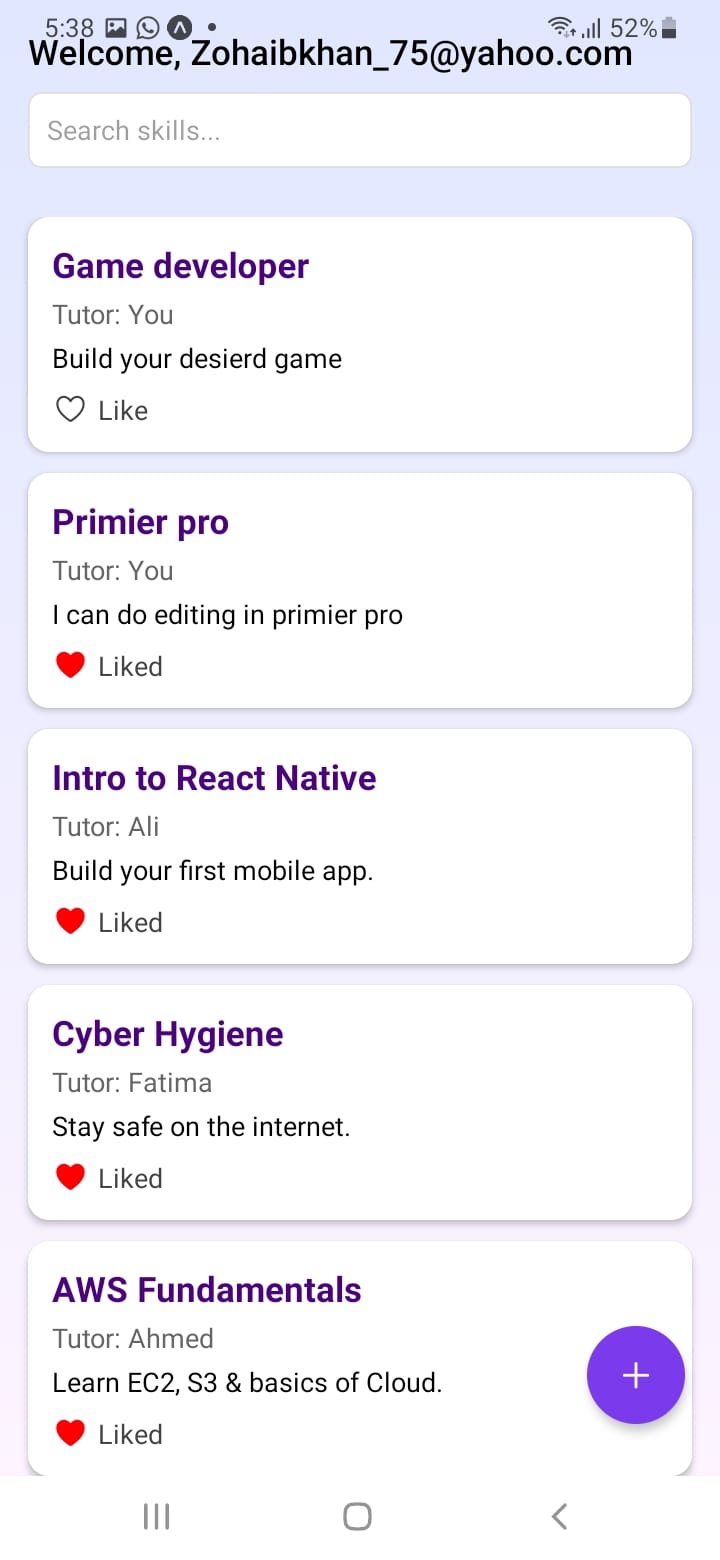 5:38 52%
Welcome, Zohaibkhan_75@yahoo.com
Search skills...
Game developer
Tutor: You
Build your desierd game
Like
Primier pro
Tutor: You
I can do editing in primier pro
Liked
Intro to React Native
Tutor: Ali
Build your first mobile app.
Liked
Cyber Hygiene
Tutor: Fatima
Stay safe on the internet.
Liked
AWS Fundamentals
Tutor: Ahmed
Learn EC2, S3 & basics of Cloud.
Liked